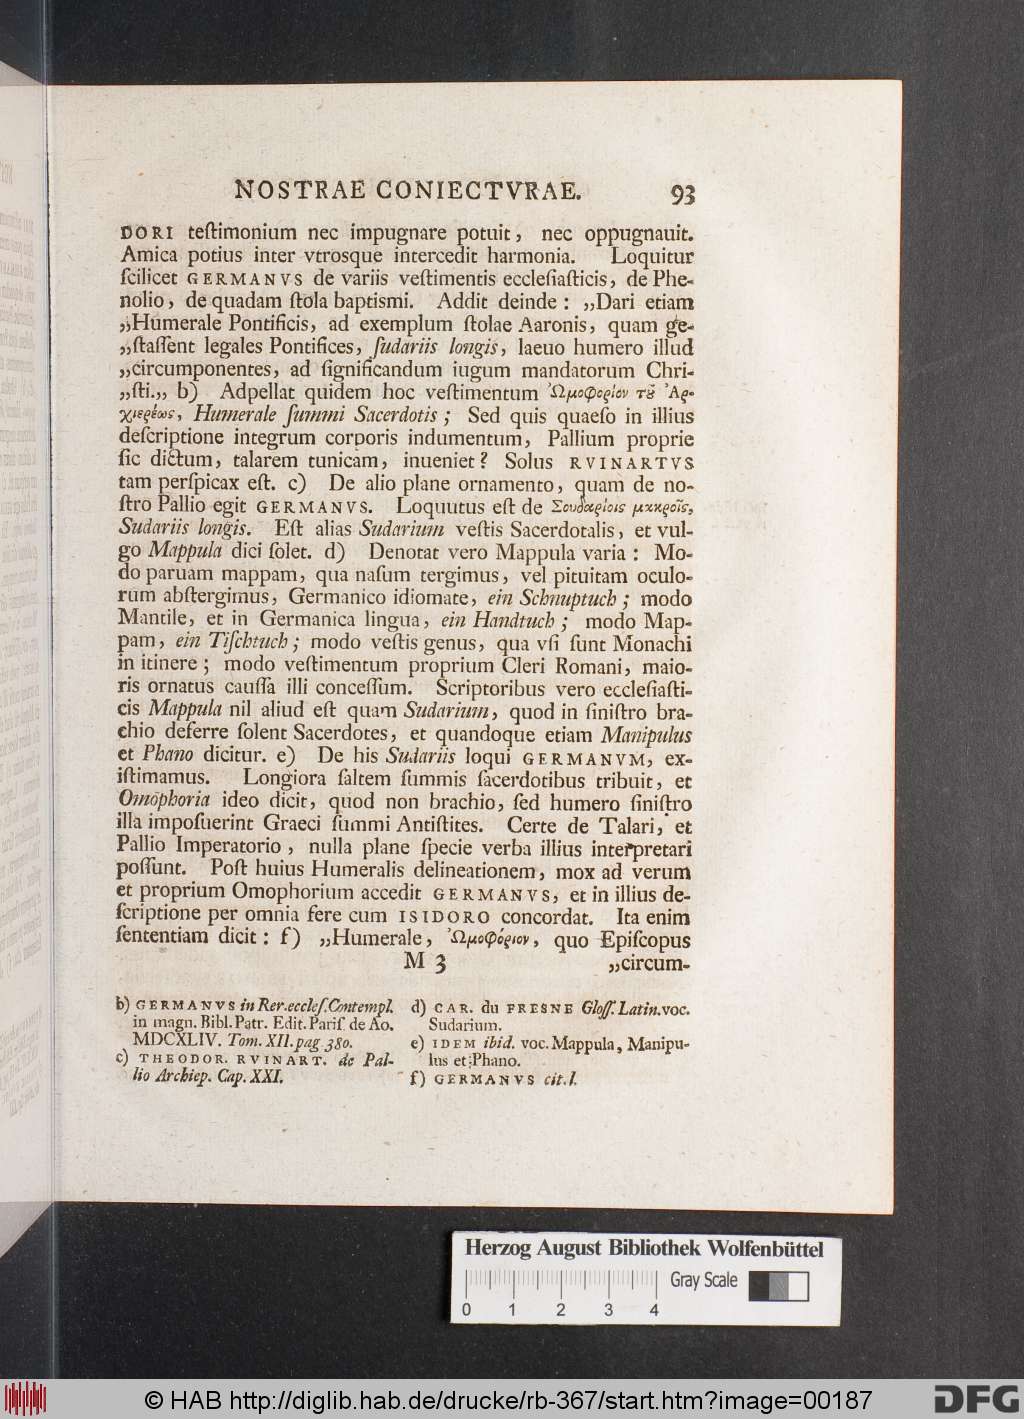 NOSTRAE CONIECTVRAE. 93
DORI teſtimonium nec impugnare potuit, nec oppugnauit.
Amica potius inter vtrosque intercedit harmonia. Loquitur
ſcilicet GERMANVS de variis veſtimentis eccleſiaſticis, de Phe-
nolio, de quadam ſtola baptismi. Addit deinde: „Dari etiam
„Humerale Pontificis, ad exemplum ſtolae Aaronis, quam ge-
„ſtaſſent legales Pontifices, ſudariis longis, laeuo humero illud
„circumponentes, ad ſignificandum iugum mandatorum Chri-
„ſti.„ b) Adpellat quidem hoc veſtimentum Ὠμοφορίον τȣ̃ Ἀρ-
χιερέως, Humerale ſummi Sacerdotis; Sed quis quaeſo in illius
deſcriptione integrum corporis indumentum, Pallium proprie
ſic dictum, talarem tunicam, inueniet? Solus RVINARTVS
tam perſpicax eſt. c) De alio plane ornamento, quam de no-
ſtro Pallio egit GERMANVS. Loquutus eſt de Σουδαρίοις μακροῖς,
Sudariis longis. Eſt alias Sudarium veſtis Sacerdotalis, et vul-
go Mappula dici ſolet. d) Denotat vero Mappula varia: Mo-
do paruam mappam, qua naſum tergimus, vel pituitam oculo-
rum abſtergimus, Germanico idiomate, ein Schnuptuch; modo
Mantile, et in Germanica lingua, ein Handtuch; modo Map-
pam, ein Tiſchtuch; modo veſtis genus, qua vſi ſunt Monachi
in itinere; modo veſtimentum proprium Cleri Romani, maio-
ris ornatus cauſſa illi conceſſum. Scriptoribus vero eccleſiaſti-
cis Mappula nil aliud eſt quam Sudarium, quod in ſiniſtro bra-
chio deferre ſolent Sacerdotes, et quandoque etiam Manipulus
et Phano dicitur. e) De his Sudariis loqui GERMANVM, ex-
iſtimamus. Longiora ſaltem ſummis ſacerdotibus tribuit, et
Omophoria ideo dicit, quod non brachio, ſed humero ſiniſtro
illa impoſuerint Graeci ſummi Antiſtites. Certe de Talari, et
Pallio Imperatorio, nulla plane ſpecie verba illius interpretari
poſſunt. Poſt huius Humeralis delineationem, mox ad verum
et proprium Omophorium accedit GERMANVS, et in illius de-
ſcriptione per omnia fere cum ISIDORO concordat. Ita enim
ſententiam dicit: f) „Humerale, Ὠμοφόριον, quo Epiſcopus
M 3 „circum-
b) GERMANVS in Rer. eccleſ. Contempl.
in magn. Bibl. Patr. Edit. Pariſ. de Ao.
MDCXLIV. Tom. XII. pag 380.
c) THEODOR. RVINART. de Pal-
lio Archiep. Cap. XXI.
d) CAR. du FRESNE Gloſſ. Latin. voc.
Sudarium.
e) IDEM ibid. voc. Mappula, Manipu-
lus et Phano.
f) GERMANVS cit. l.
Herzog August Bibliothek Wolfenbüttel
Gray Scale
0 1 2 3 4
© HAB http://diglib.hab.de/drucke/rb-367/start.htm?image=00187
DFG